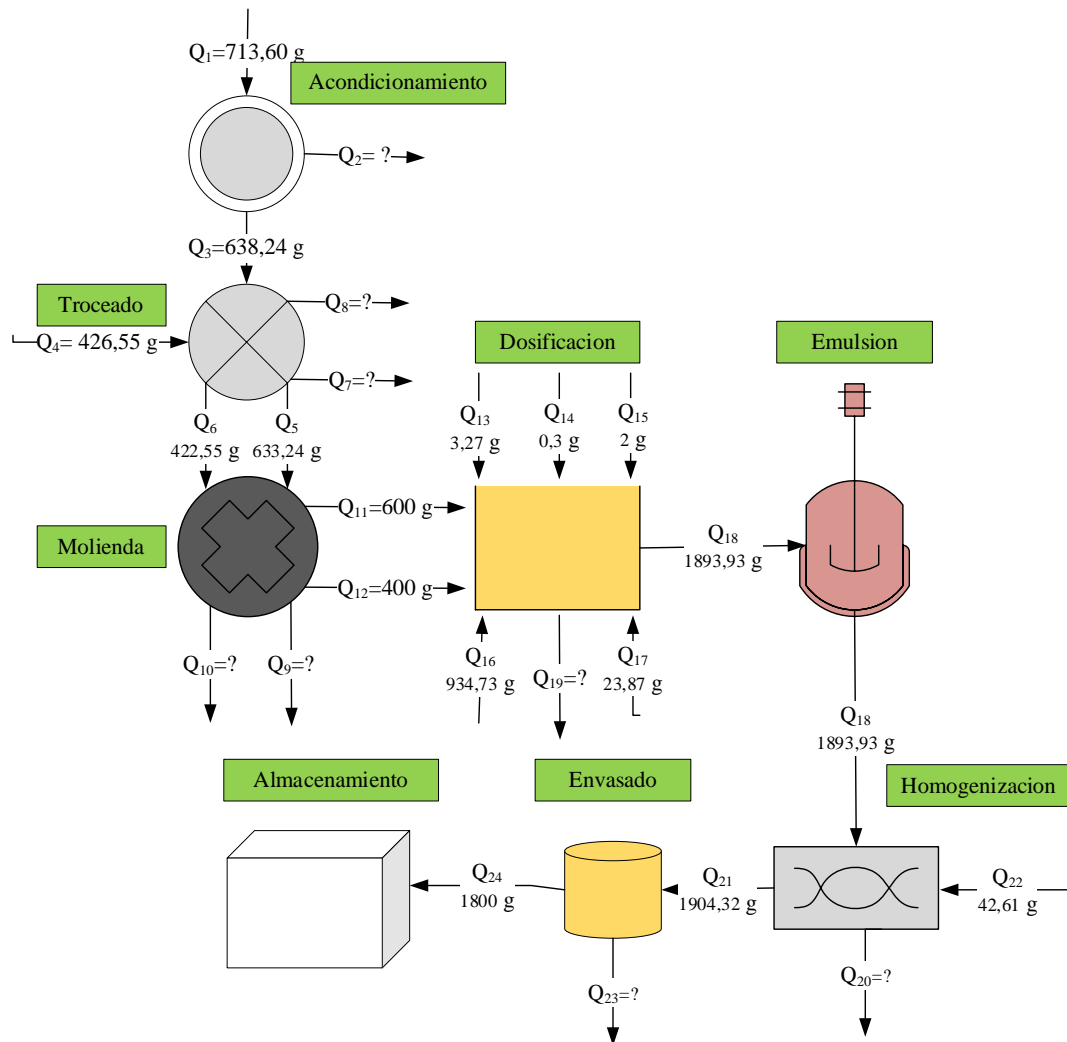 Q1=713,60 g
Acondicionamiento
Q2= ?
Q3=638,24 g
Troceado
Q8=?
Q4= 426,55 g
Q7=?
Q6
422,55 g
Q5
633,24 g
Dosificacion
Emulsion
Q13
3,27 g
Q14
0,3 g
Q15
2 g
Molienda
Q11=600 g
Q12=400 g
Q18
1893,93 g
Q10=?
Q9=?
Q16
934,73 g
Q19=?
Q17
23,87 g
Q18
1893,93 g
Almacenamiento
Envasado
Homogenizacion
Q24
1800 g
Q21
1904,32 g
Q22
42,61 g
Q23=?
Q20=?